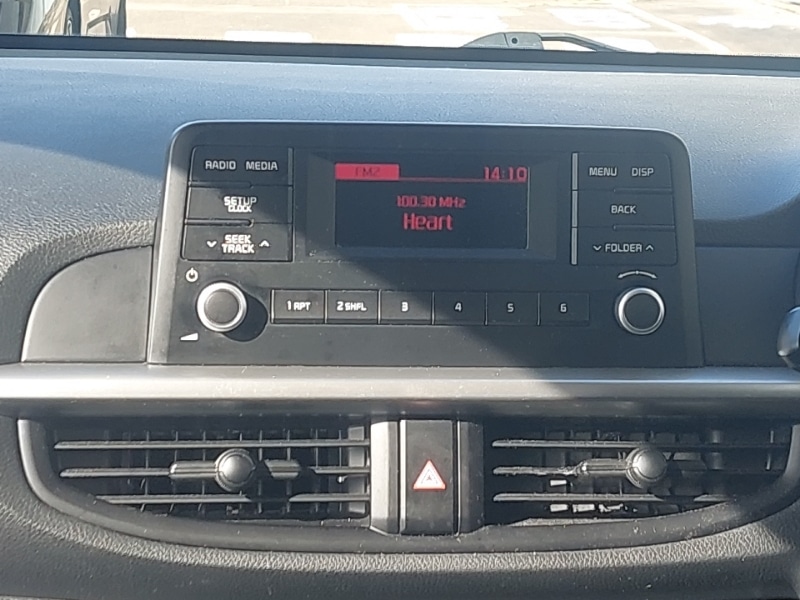 RADIO MEDIA
SETUP
CLOCK
SEEK
TRACK
FM2 14:10
100.30 MHz
Heart
MENU DISP
BACK
FOLDER
1 RPT 2 SHFL 3 4 5 6